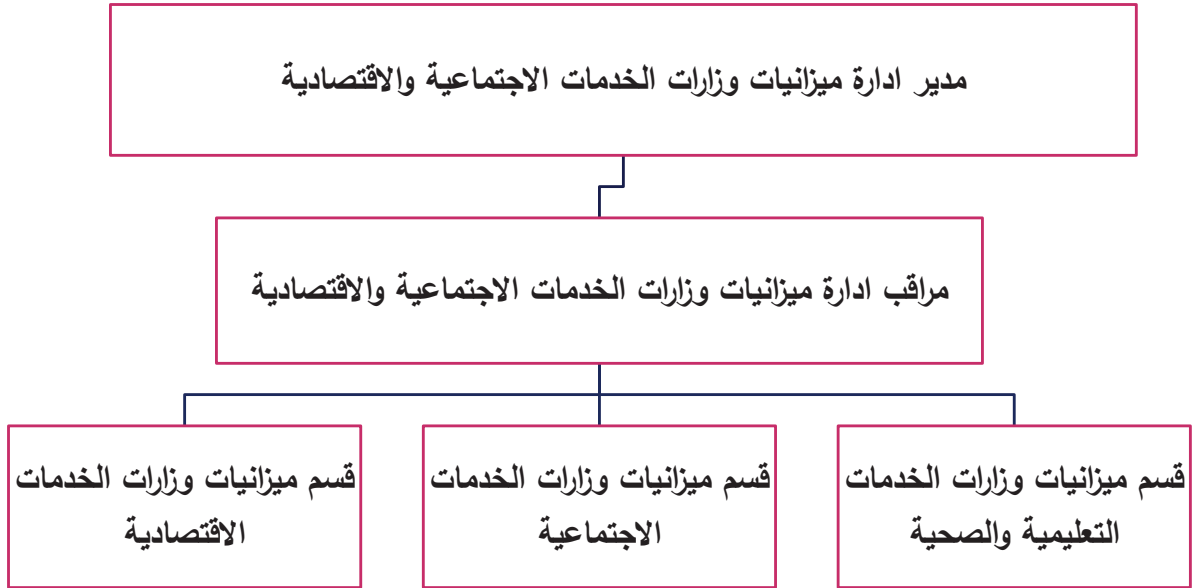 مدير ادارة ميزانيات وزارات الخدمات الاجتماعية والاقتصادية
مراقب ادارة ميزانيات وزارات الخدمات الاجتماعية والاقتصادية
قسم ميزانيات وزارات الخدمات
التعليمية والصحية
قسم ميزانيات وزارات الخدمات
الاجتماعية
قسم ميزانيات وزارات الخدمات
الاقتصادية